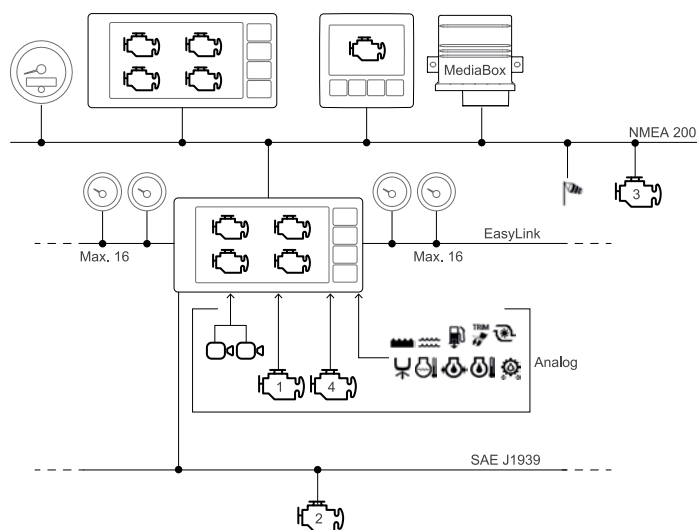 MediaBox
NMEA 200
3
EasyLink
Max. 16
Max. 16
TRIM
Analog
1
4
SAE J1939
2